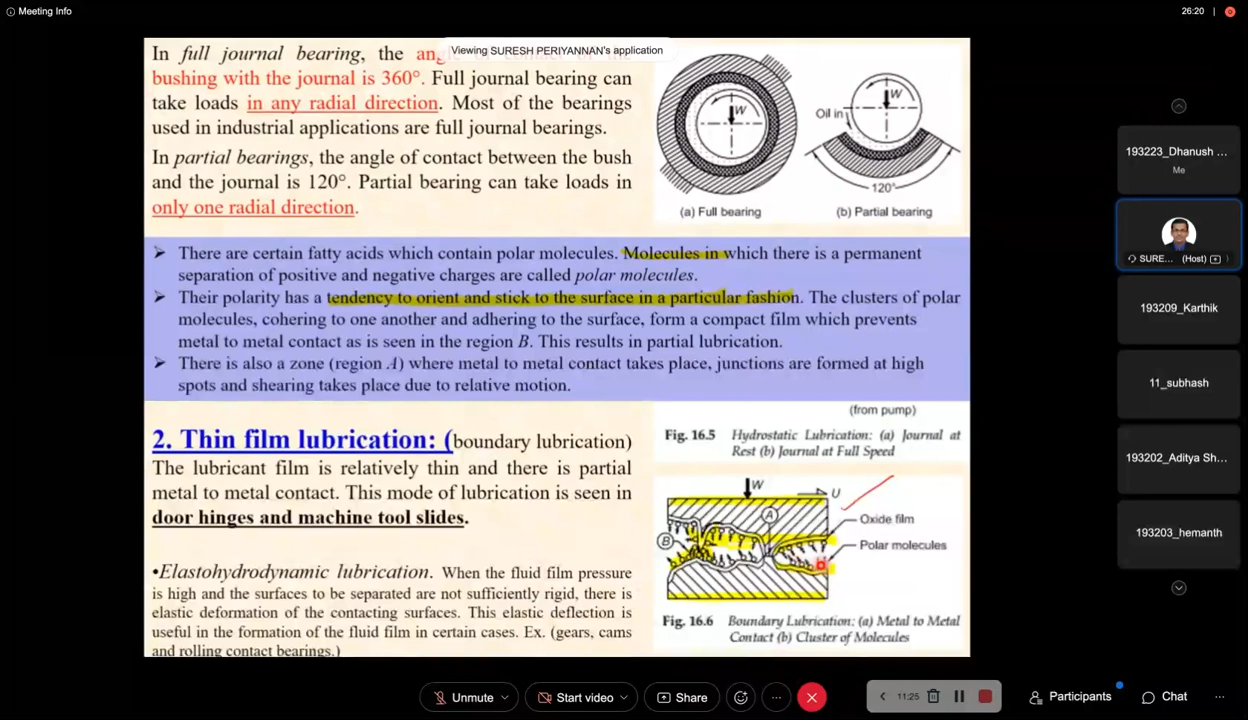 Meeting Info
26:20
Viewing SURESH PERIYANNAN's application
In full journal bearing, the
bushing with the journal is 360°. Full journal bearing can
take loads in any radial direction. Most of the bearings
used in industrial applications are full journal bearings.
In partial bearings, the angle of contact between the bush
and the journal is 120°. Partial bearing can take loads in
only one radial direction.
W
W
Oil in
120°
(a) Full bearing
(b) Partial bearing
➢ There are certain fatty acids which contain polar molecules. Molecules in which there is a permanent
separation of positive and negative charges are called polar molecules.
➢ Their polarity has a tendency to orient and stick to the surface in a particular fashion. The clusters of polar
molecules, cohering to one another and adhering to the surface, form a compact film which prevents
metal to metal contact as is seen in the region B. This results in partial lubrication.
➢ There is also a zone (region A) where metal to metal contact takes place, junctions are formed at high
spots and shearing takes place due to relative motion.
2. Thin film lubrication: (boundary lubrication)
The lubricant film is relatively thin and there is partial
metal to metal contact. This mode of lubrication is seen in
door hinges and machine tool slides.
•Elastohydrodynamic lubrication. When the fluid film pressure
is high and the surfaces to be separated are not sufficiently rigid, there is
elastic deformation of the contacting surfaces. This elastic deflection is
useful in the formation of the fluid film in certain cases. Ex. (gears, cams
and rolling contact bearings.)
(from pump)
Fig. 16.5 Hydrostatic Lubrication: (a) Journal at
Rest (b) Journal at Full Speed
W
U
A
B
Oxide film
Polar molecules
Fig. 16.6 Boundary Lubrication: (a) Metal to Metal
Contact (b) Cluster of Molecules
193223_Dhanush ...
Me
SURE... (Host)
193209_Karthik
11_subhash
193202_Aditya Sh...
193203_hemanth
Unmute
Start video
Share
11:25
Participants
Chat